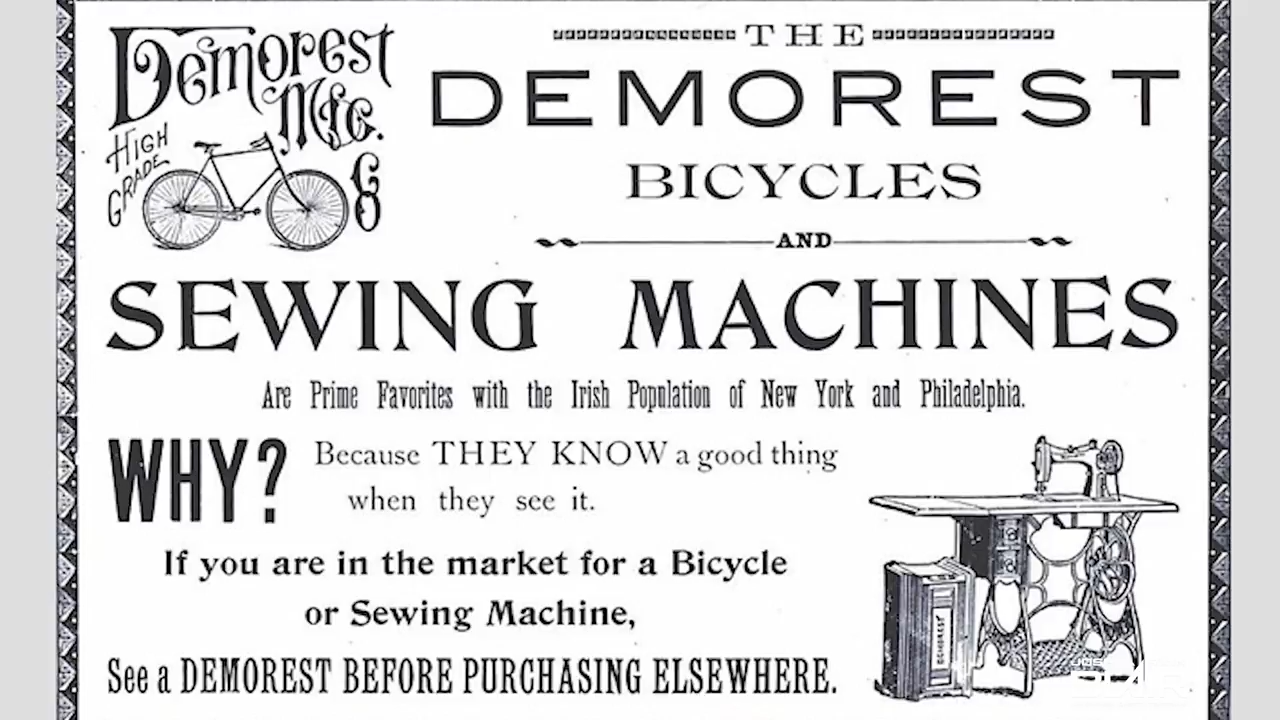 Demorest
Mfg.
Co
HIGH
GRADE
THE
DEMOREST
BICYCLES
AND
SEWING MACHINES
Are Prime Favorites with the Irish Population of New York and Philadelphia.
WHY? Because THEY KNOW a good thing
when they see it.
If you are in the market for a Bicycle
or Sewing Machine,
See a DEMOREST BEFORE PURCHASING ELSEWHERE.
DEMOREST